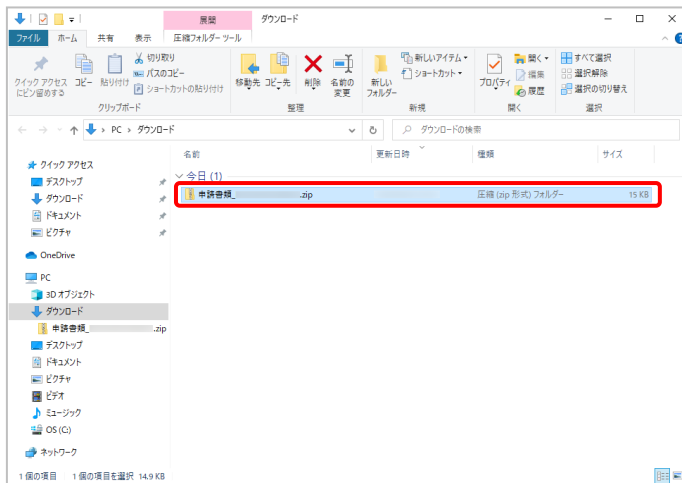 展開
ダウンロード
ファイル ホーム 共有 表示 圧縮フォルダー ツール
クイック アクセス
にピン留めする
コピー
貼り付け
切り取り
パスのコピー
ショートカットの貼り付け
移動先
コピー先
削除
名前の
変更
新しい
フォルダー
新しいアイテム
ショートカット
プロパティ
開く
編集
履歴
すべて選択
選択解除
選択の切り替え
クリップボード 整理 新規 開く 選択
PC › ダウンロード
ダウンロードの検索
名前 更新日時 種類 サイズ
今日 (1)
申請書類_ .zip 圧縮 (zip 形式) フォルダー 15 KB
クイック アクセス
デスクトップ
ダウンロード
ドキュメント
ピクチャ
OneDrive
PC
3D オブジェクト
ダウンロード
申請書類_ .zip
デスクトップ
ドキュメント
ピクチャ
ビデオ
ミュージック
OS (C:)
ネットワーク
1 個の項目 1 個の項目を選択 14.9 KB